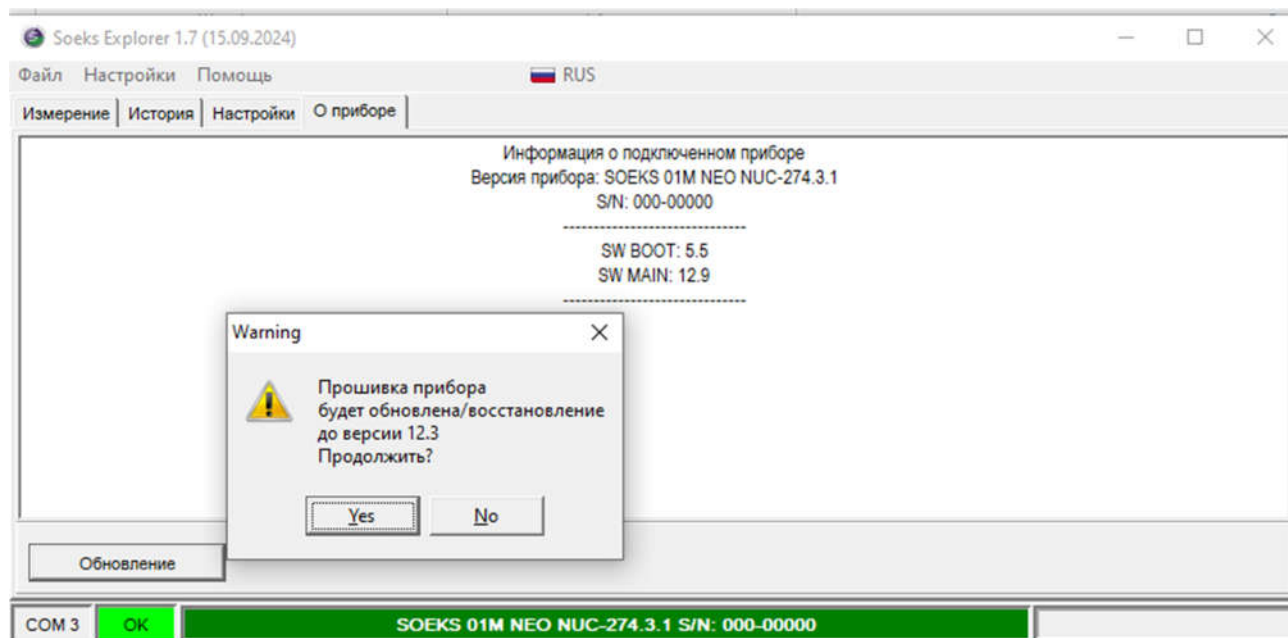 Soeks Explorer 1.7 (15.09.2024)
Файл Настройки Помощь RUS
Измерение История Настройки О приборе
Информация о подключенном приборе
Версия прибора: SOEKS 01M NEO NUC-274.3.1
S/N: 000-00000
------------------------------
SW BOOT: 5.5
SW MAIN: 12.9
------------------------------
Warning
Прошивка прибора
будет обновлена/восстановление
до версии 12.3
Продолжить?
Yes No
Обновление
COM 3 OK SOEKS 01M NEO NUC-274.3.1 S/N: 000-00000